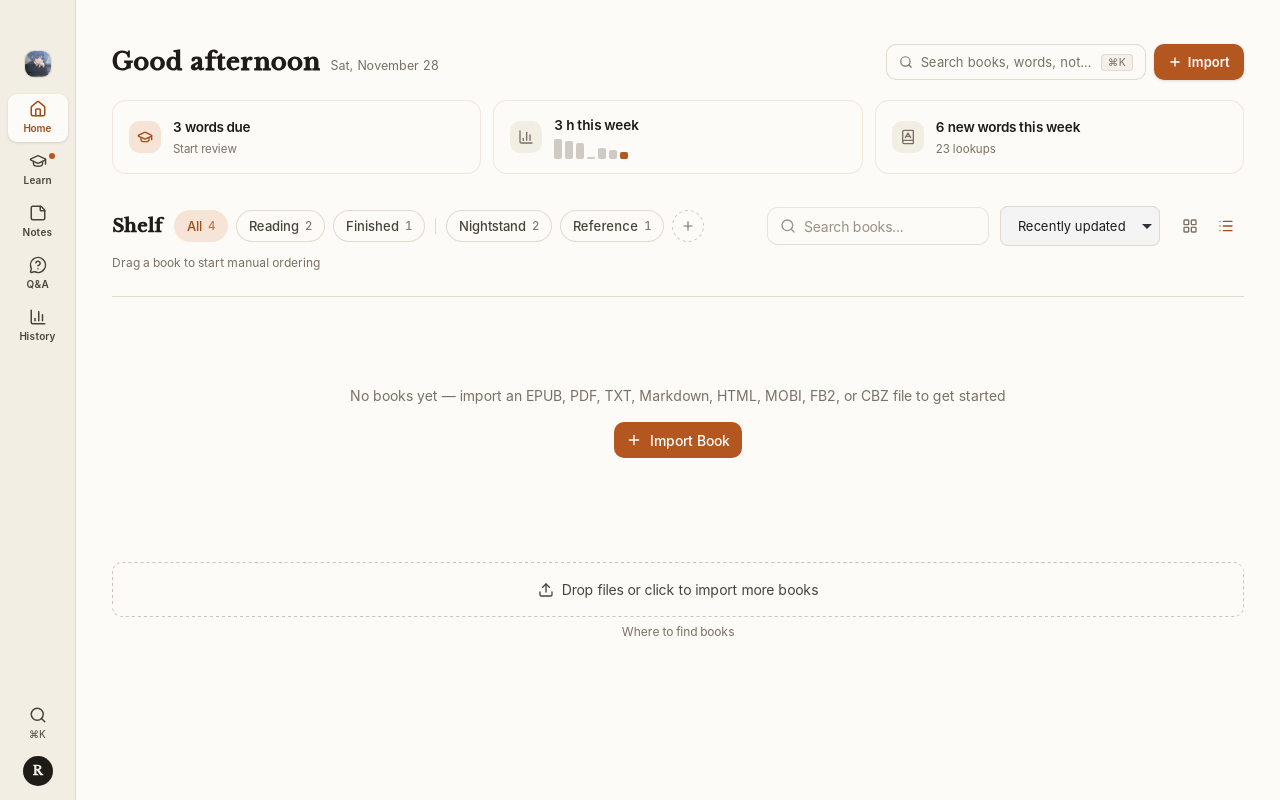 Home
Learn
Notes
Q&A
History
⌘K
R
Good afternoon Sat, November 28
Search books, words, not... ⌘K
Import
3 words due
Start review
3 h this week
6 new words this week
23 lookups
Shelf All 4 Reading 2 Finished 1 Nightstand 2 Reference 1
Search books...
Recently updated
Drag a book to start manual ordering
No books yet — import an EPUB, PDF, TXT, Markdown, HTML, MOBI, FB2, or CBZ file to get started
Import Book
Drop files or click to import more books
Where to find books